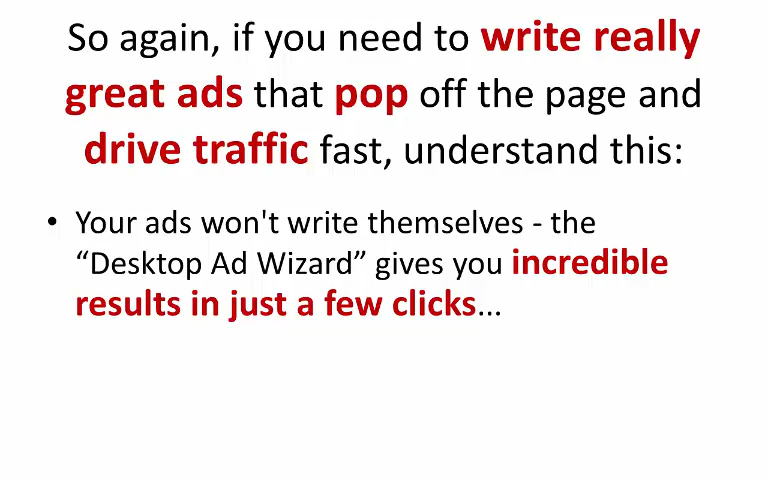 So again, if you need to write really
great ads that pop off the page and
drive traffic fast, understand this:
• Your ads won't write themselves - the
“Desktop Ad Wizard” gives you incredible
results in just a few clicks...